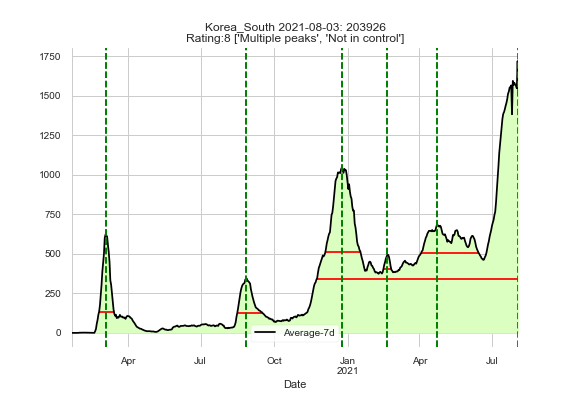 Korea_South 2021-08-03: 203926
Rating:8 ['Multiple peaks', 'Not in control']
1750
1500
1250
1000
750
500
250
0
Average-7d
Apr
Jul
Oct
Jan
2021
Apr
Jul
Date